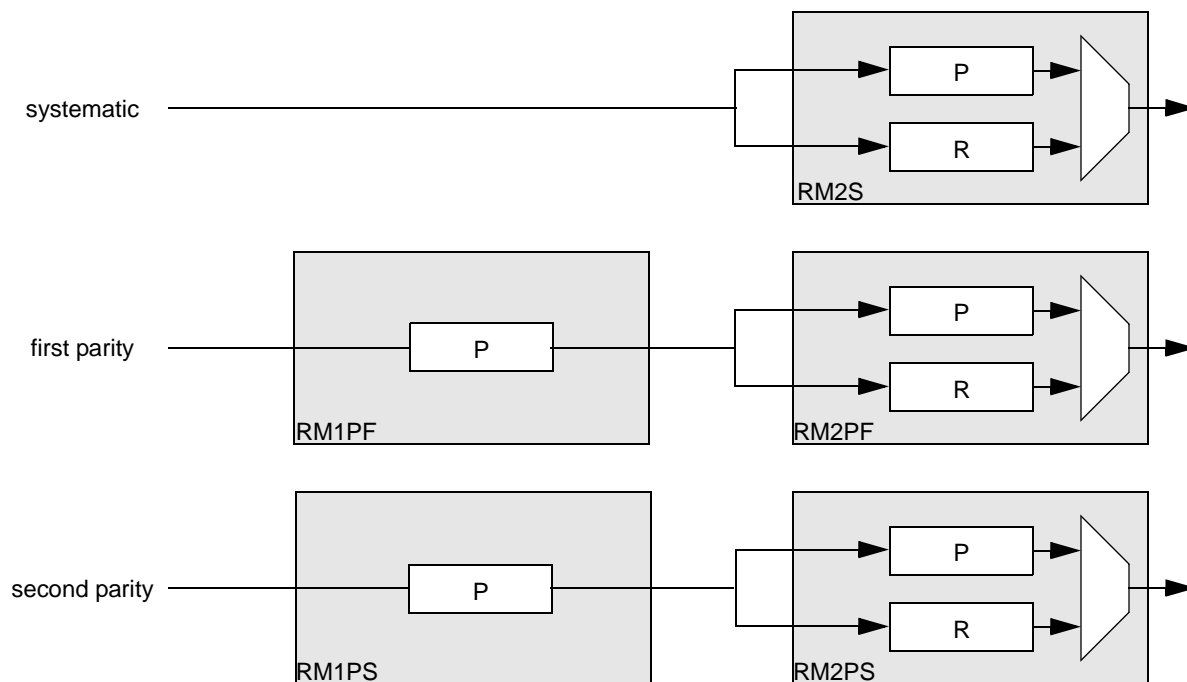 P
systematic
R
RM2S
P
P
first parity
R
RM1PF
RM2PF
P
P
second parity
R
RM1PS
RM2PS